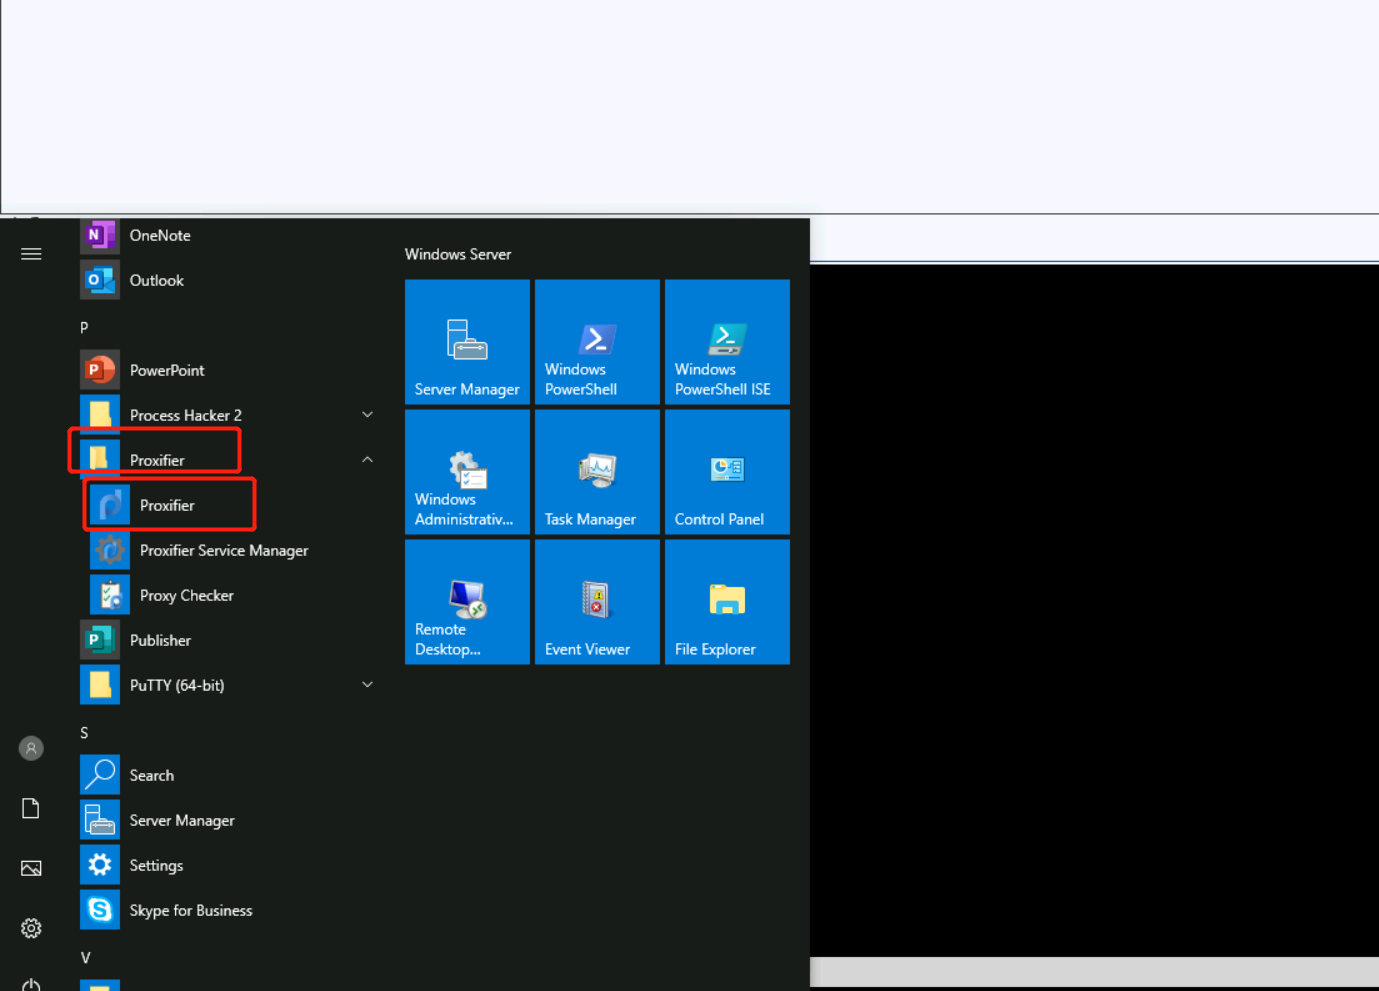 OneNote
Outlook
P
PowerPoint
Process Hacker 2
Proxifier
Proxifier
Proxifier Service Manager
Proxy Checker
Publisher
PuTTY (64-bit)
S
Search
Server Manager
Settings
Skype for Business
V
Windows Server
Server Manager
Windows
PowerShell
Windows
PowerShell ISE
Windows
Administrativ...
Task Manager
Control Panel
Remote
Desktop...
Event Viewer
File Explorer